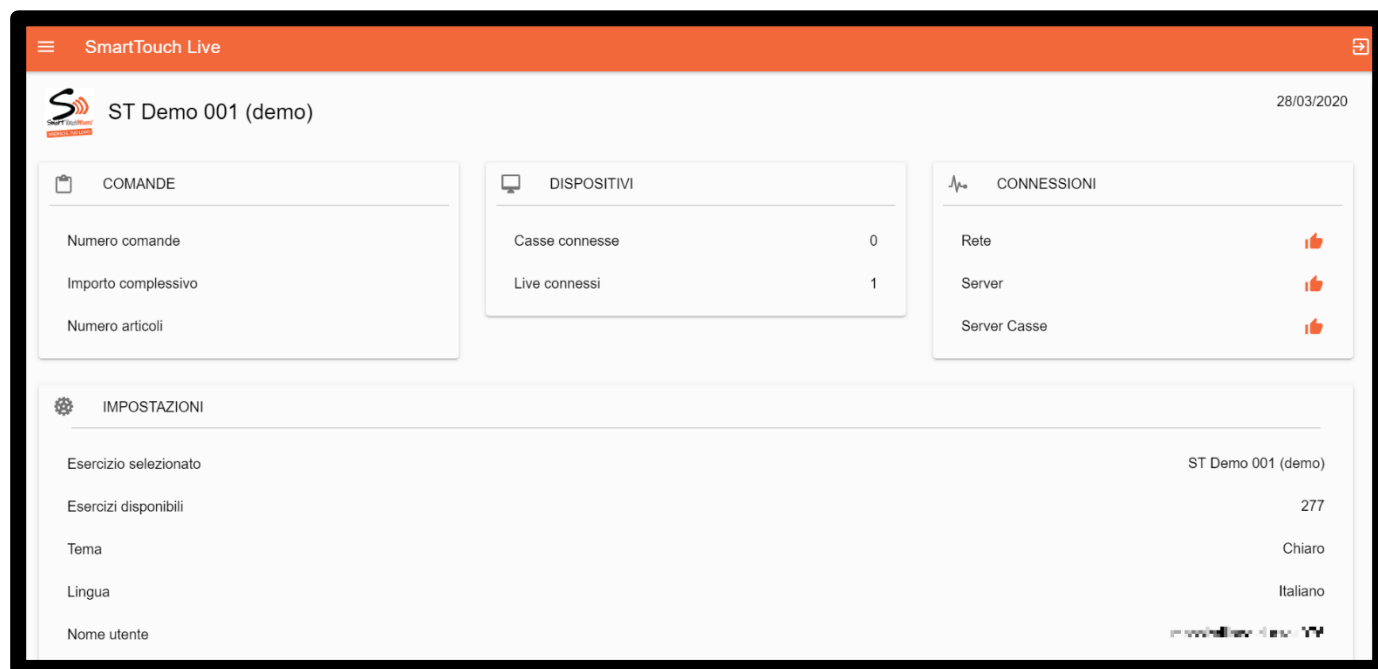 SmartTouch Live
ST Demo 001 (demo)
28/03/2020
COMANDE
Numero comande
Importo complessivo
Numero articoli
DISPOSITIVI
Casse connesse 0
Live connessi 1
CONNESSIONI
Rete
Server
Server Casse
IMPOSTAZIONI
Esercizio selezionato ST Demo 001 (demo)
Esercizi disponibili 277
Tema Chiaro
Lingua Italiano
Nome utente